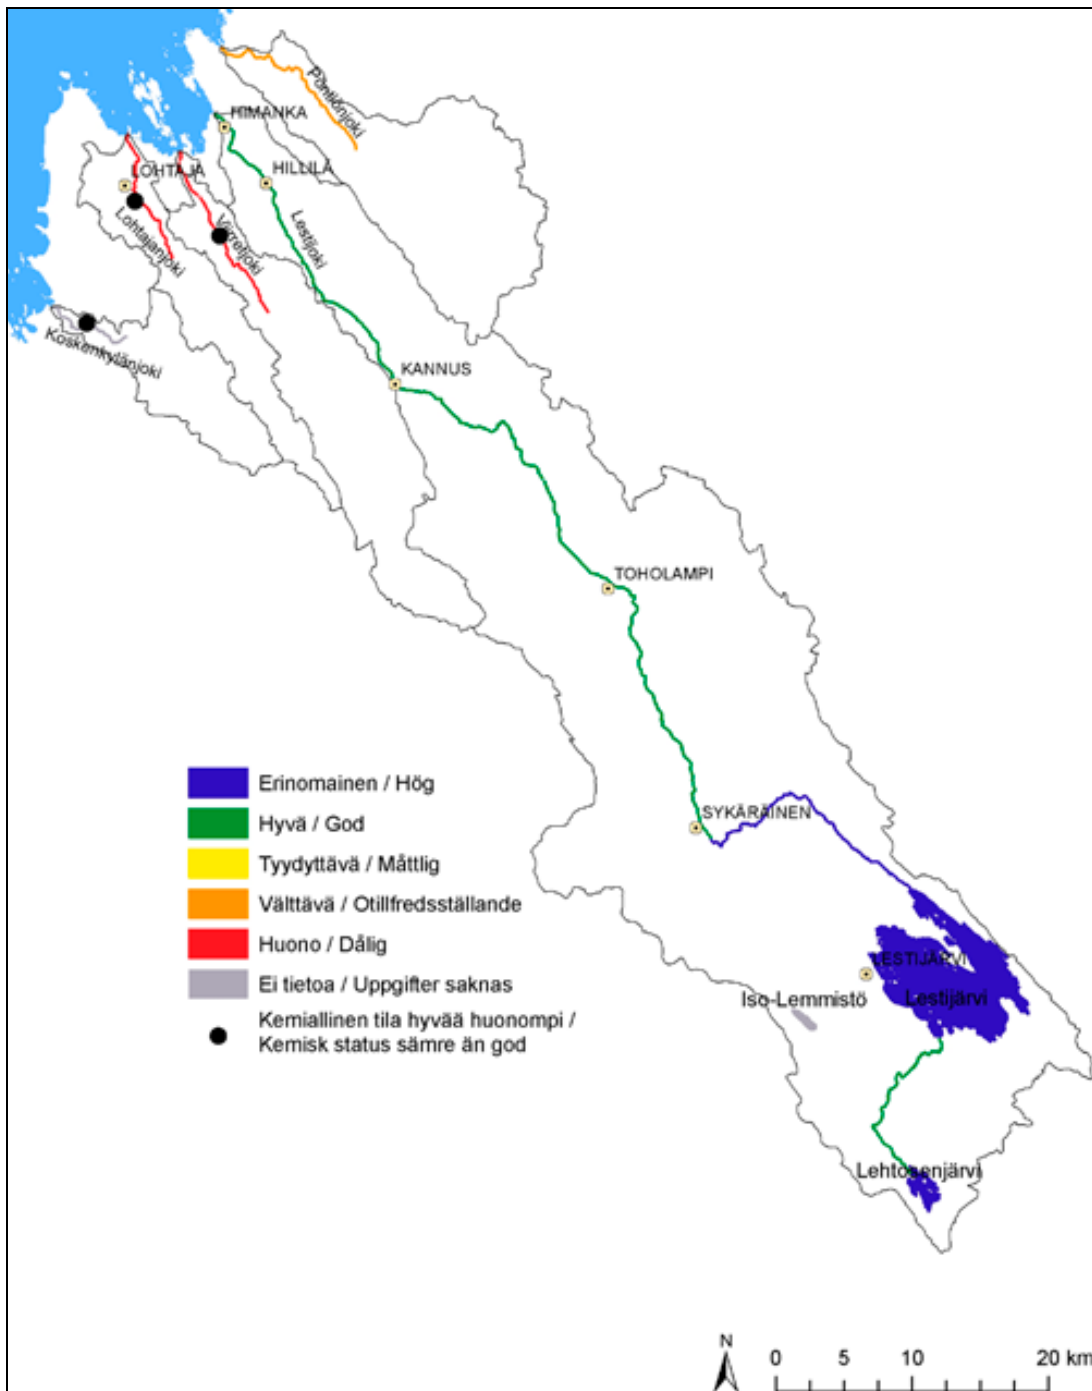 Pöntiönjoki
HIMANKA
LOHTAJA
HILLILÄ
Lohtajanjoki
Viirretjoki
Lestijoki
Koskenkylänjoki
KANNUS
TOHOLAMPI
SYKÄRÄINEN
Erinomainen / Hög
Hyvä / God
Tyydyttävä / Måttlig
Välttävä / Otillfredsställande
Huono / Dålig
Ei tietoa / Uppgifter saknas
Kemiallinen tila hyvää huonompi /
Kemisk status sämre än god
LESTIJÄRVI
Iso-Lemmistö
Lestijärvi
Lehtosenjärvi
N
0 5 10 20 km